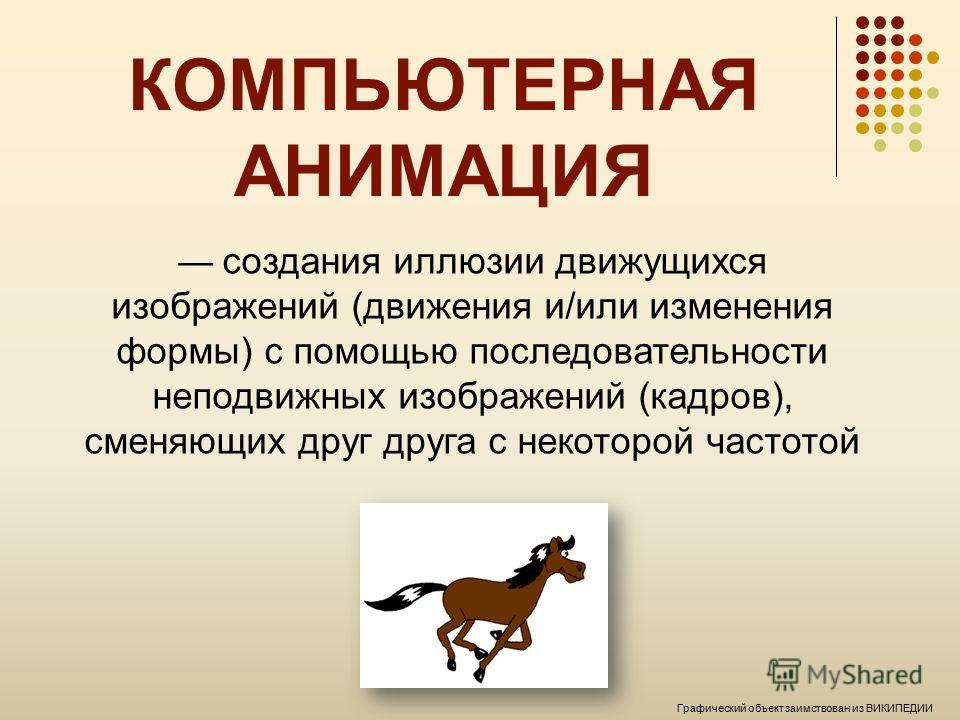 КОМПЬЮТЕРНАЯ
АНИМАЦИЯ
— создания иллюзии движущихся
изображений (движения и/или изменения
формы) с помощью последовательности
неподвижных изображений (кадров),
сменяющих друг друга с некоторой частотой
MyShared
Графический объект заимствован из ВИКИПЕДИИ